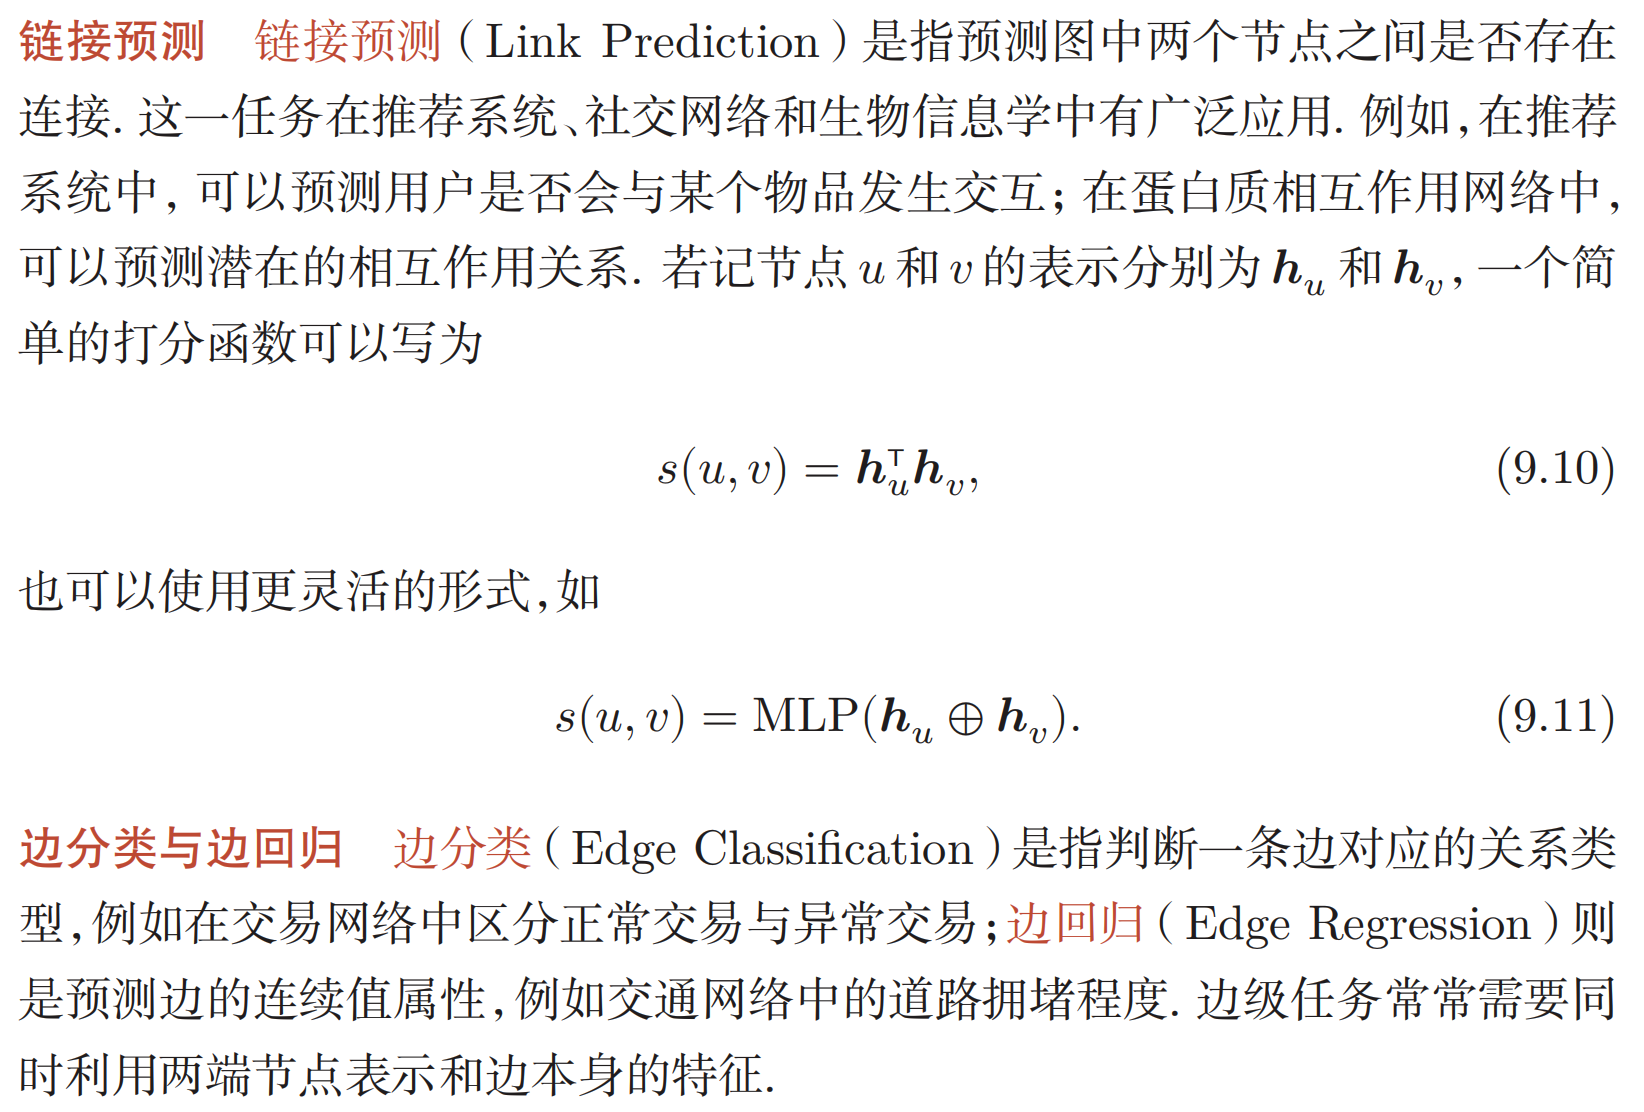 链接预测 链接预测（Link Prediction）是指预测图中两个节点之间是否存在
连接. 这一任务在推荐系统、社交网络和生物信息学中有广泛应用. 例如,在推荐
系统中, 可以预测用户是否会与某个物品发生交互; 在蛋白质相互作用网络中,
可以预测潜在的相互作用关系. 若记节点 u 和 v 的表示分别为 h_u 和 h_v, 一个简
单的打分函数可以写为
s(u, v) = h_u^⊤ h_v, (9.10)
也可以使用更灵活的形式,如
s(u, v) = MLP(h_u ⊕ h_v). (9.11)
边分类与边回归 边分类（Edge Classification）是指判断一条边对应的关系类
型,例如在交易网络中区分正常交易与异常交易;边回归（Edge Regression）则
是预测边的连续值属性,例如交通网络中的道路拥堵程度. 边级任务常常需要同
时利用两端节点表示和边本身的特征.